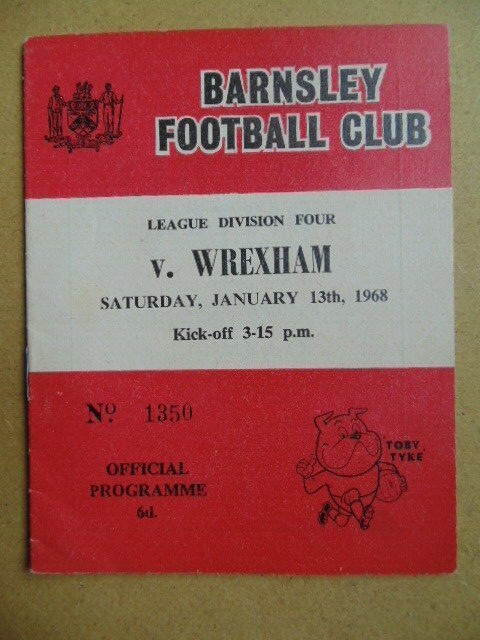 BARNSLEY
FOOTBALL CLUB
LEAGUE DIVISION FOUR
v. WREXHAM
SATURDAY, JANUARY 13th, 1968
Kick-off 3-15 p.m.
Nº 1350
OFFICIAL
PROGRAMME
6d.
TOBY
TYKE